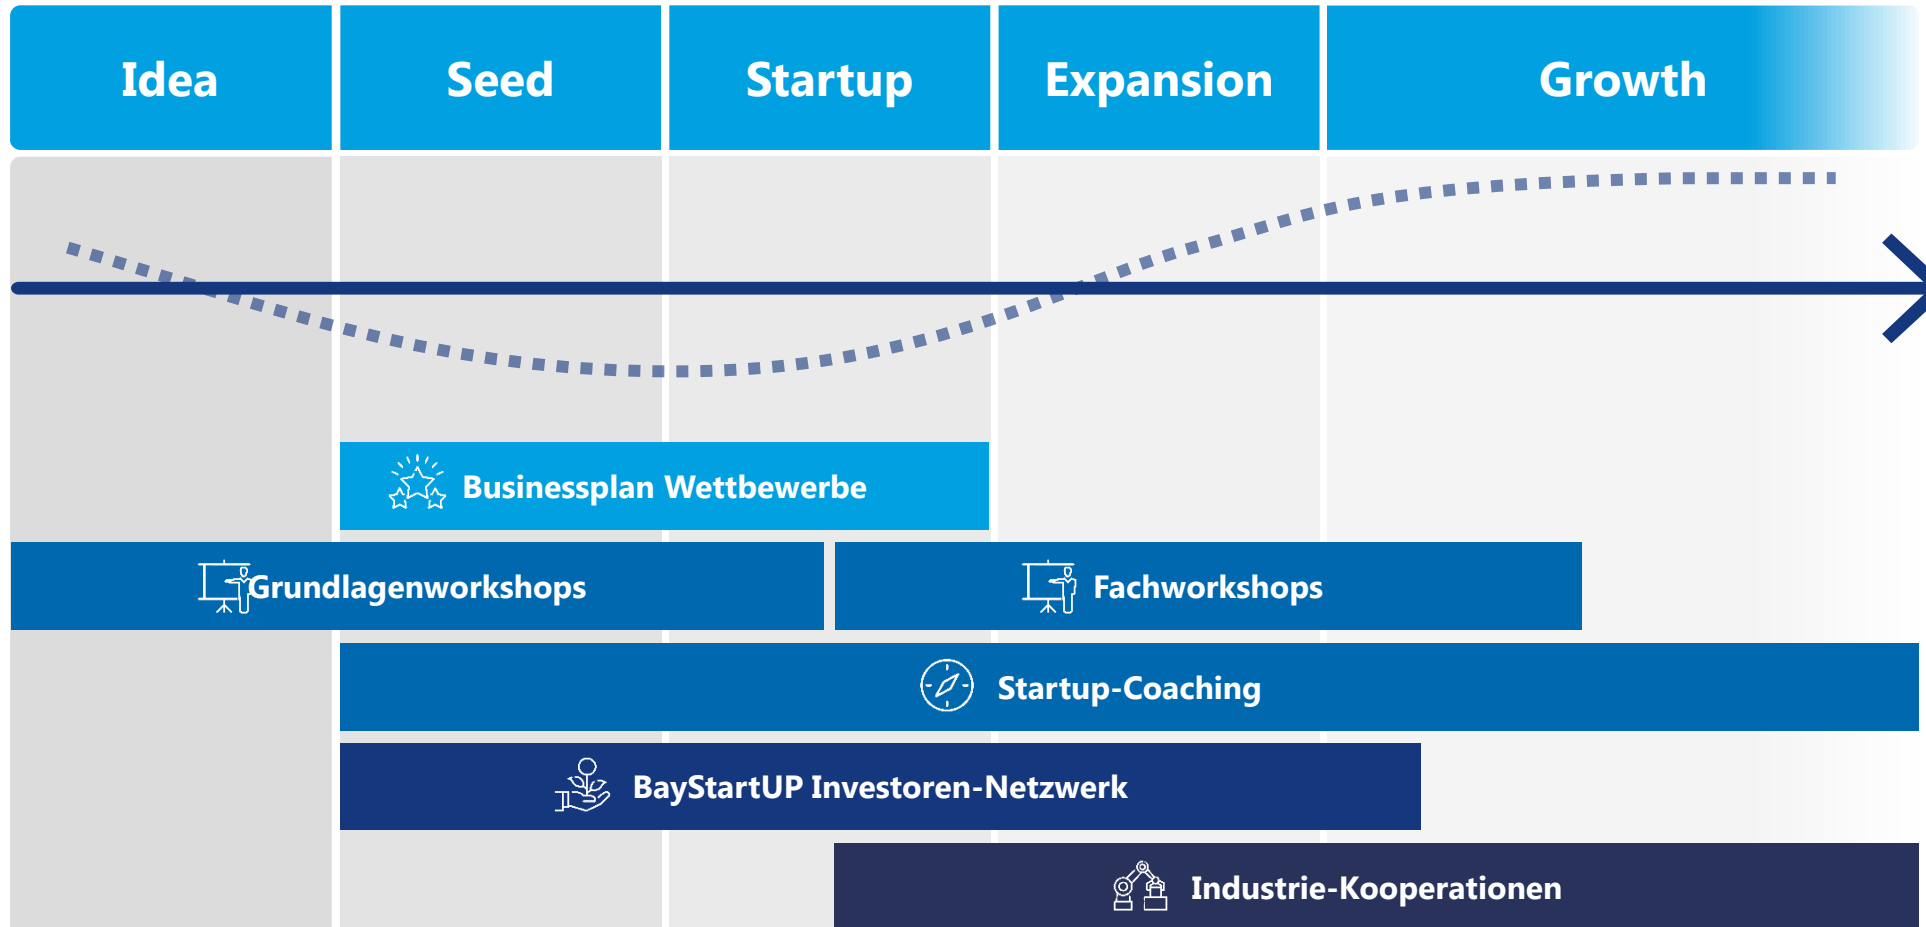 Idea
Seed
Startup
Expansion
Growth
Businessplan Wettbewerbe
Grundlagenworkshops
Fachworkshops
Startup-Coaching
BayStartUP Investoren-Netzwerk
Industrie-Kooperationen